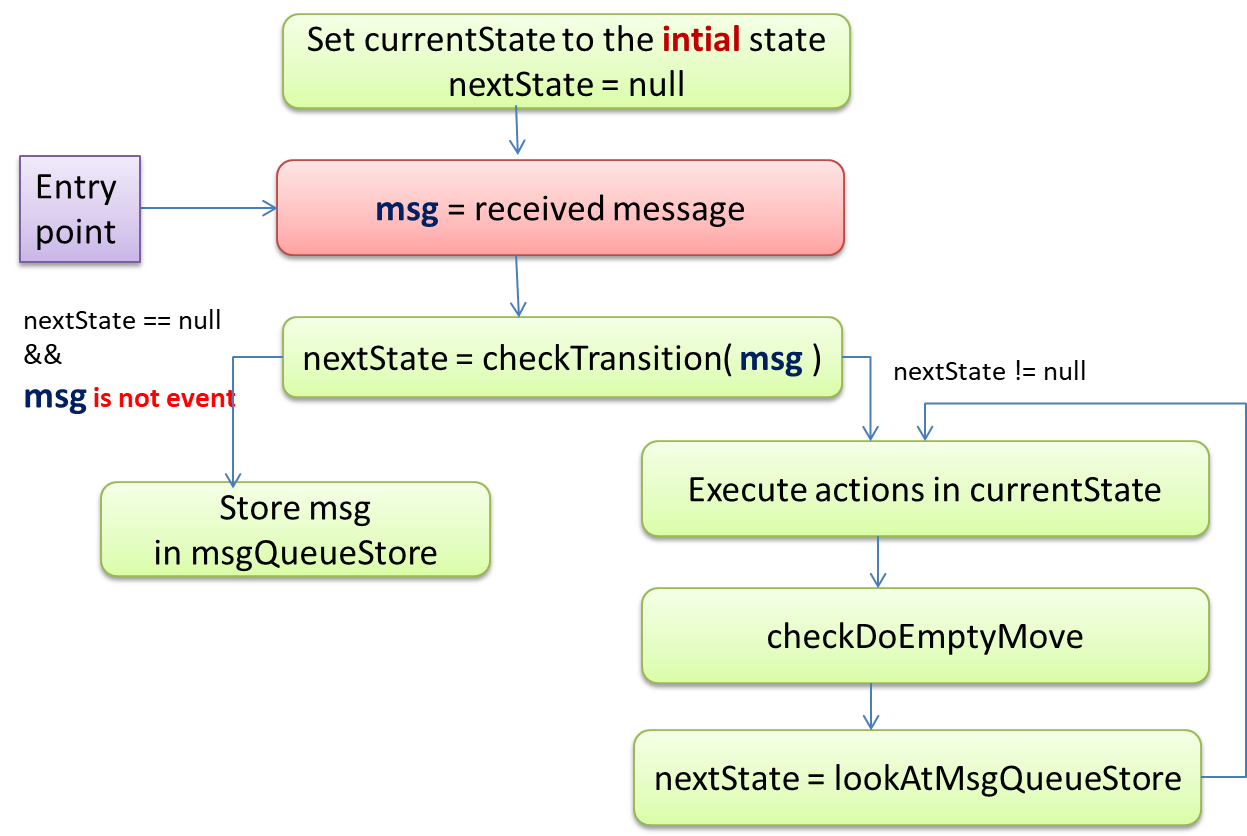 Set currentState to the intial state
nextState = null
Entry
point
msg = received message
nextState == null
&&
msg is not event
nextState = checkTransition( msg )
nextState != null
Execute actions in currentState
Store msg
in msgQueueStore
checkDoEmptyMove
nextState = lookAtMsgQueueStore